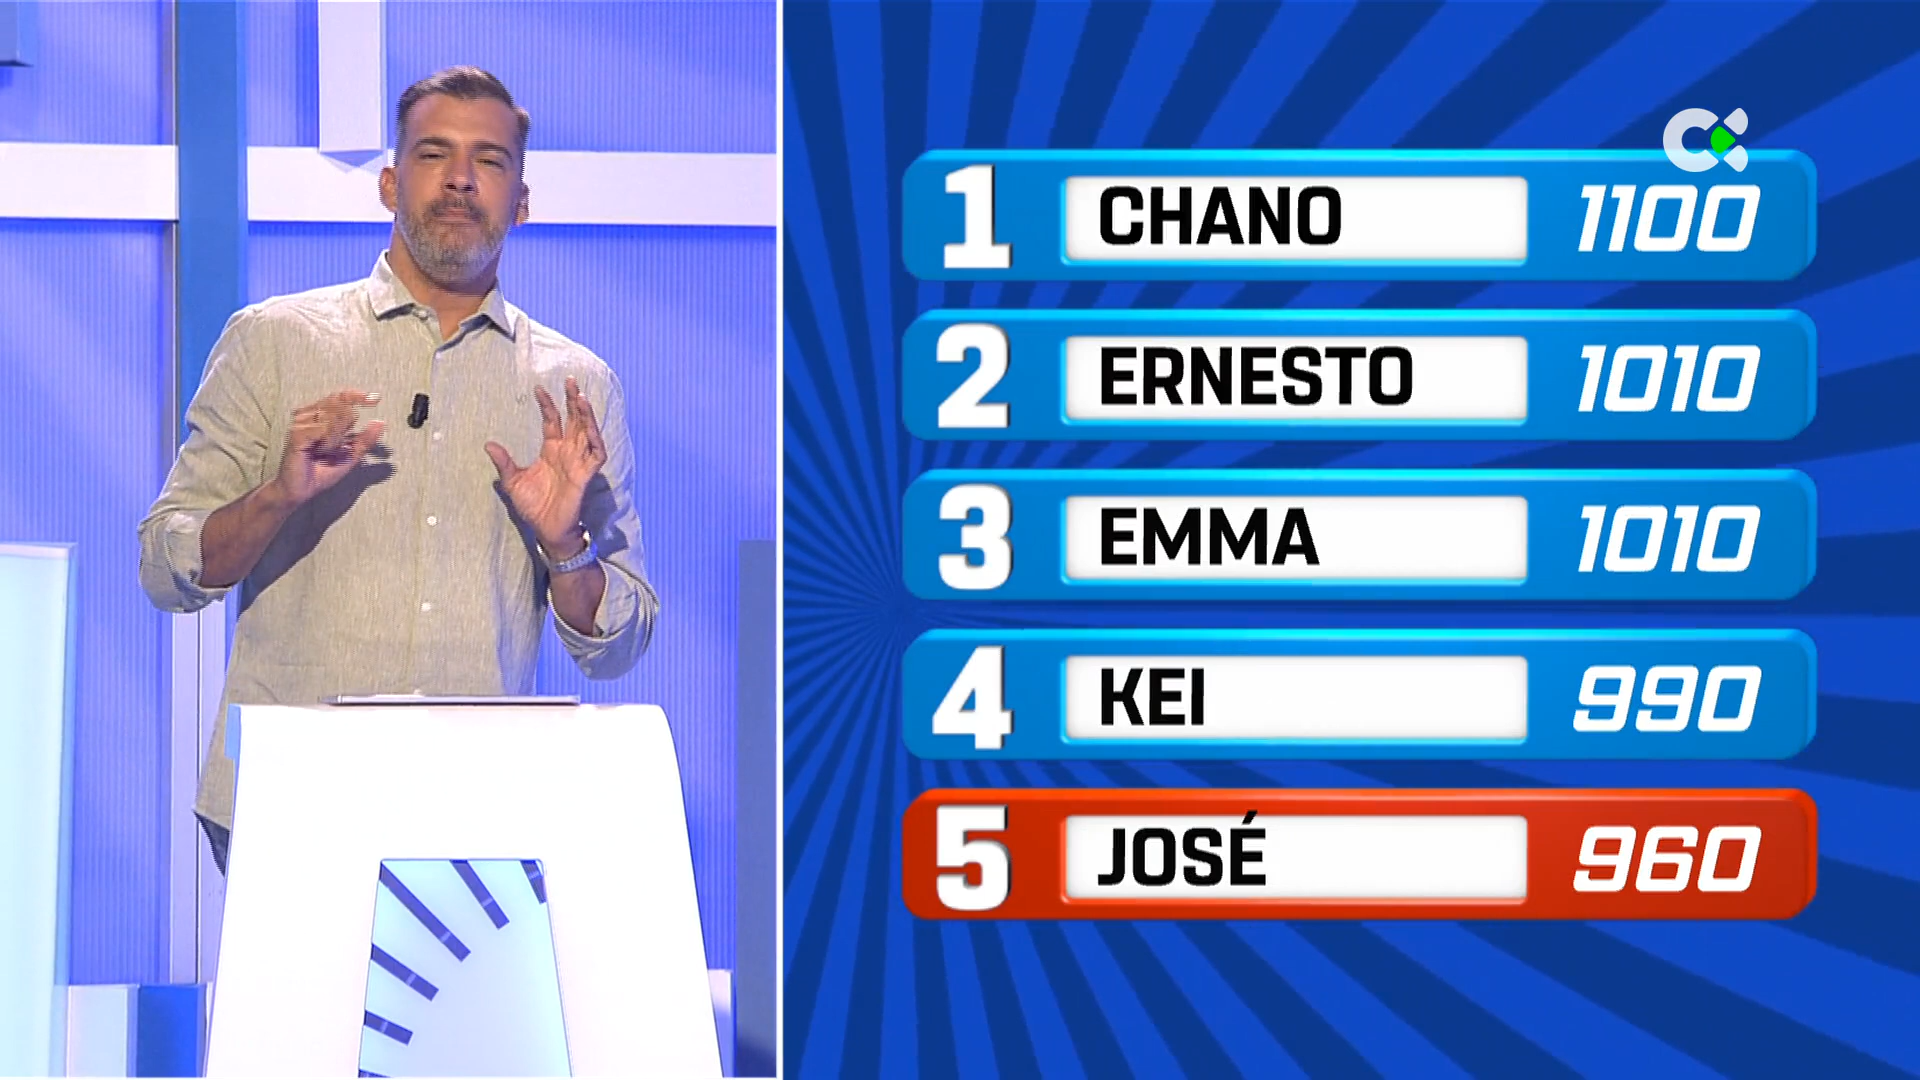 1 CHANO 1100
2 ERNESTO 1010
3 EMMA 1010
4 KEI 990
5 JOSÉ 960